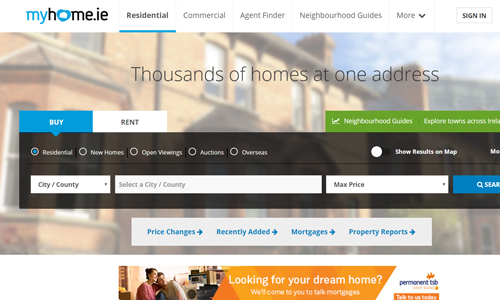 myhome.ie Residential Commercial Agent Finder Neighbourhood Guides More SIGN IN
Thousands of homes at one address
BUY RENT Neighbourhood Guides Explore towns across Irela
Residential New Homes Open Viewings Auctions Overseas Show Results on Map Mo
City / County Select a City / County Max Price SEAR
Price Changes Recently Added Mortgages Property Reports
Looking for your dream home?
We'll come to you to talk mortgages
permanent tsb
Talk to us today